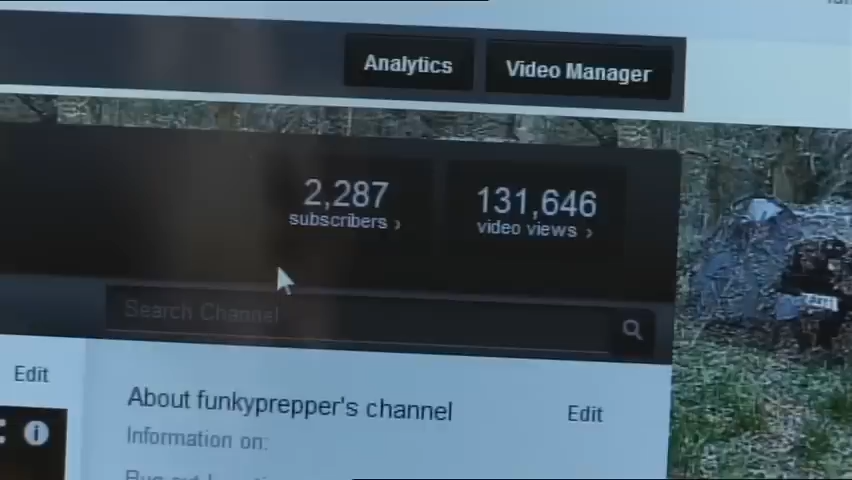 Analytics
Video Manager
2,287
subscribers ›
131,646
video views ›
Search Channel
Edit
About funkyprepper's channel
Edit
Information on: